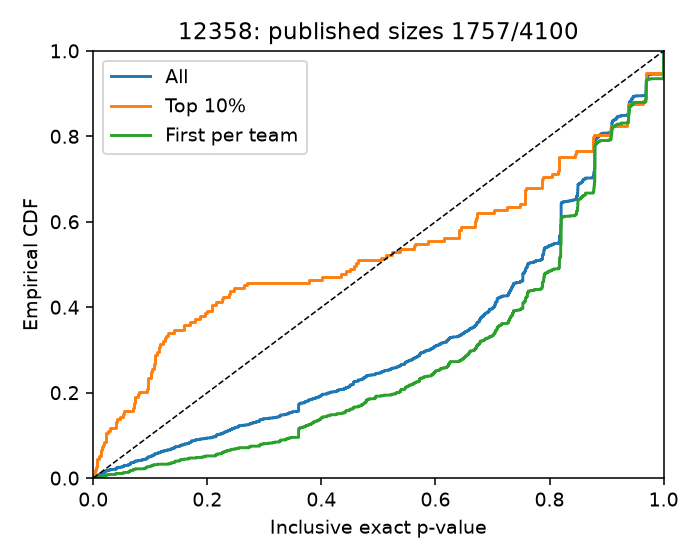 12358: published sizes 1757/4100
All
Top 10%
First per team
Empirical CDF
1.0
0.8
0.6
0.4
0.2
0.0
0.0 0.2 0.4 0.6 0.8 1.0
Inclusive exact p-value